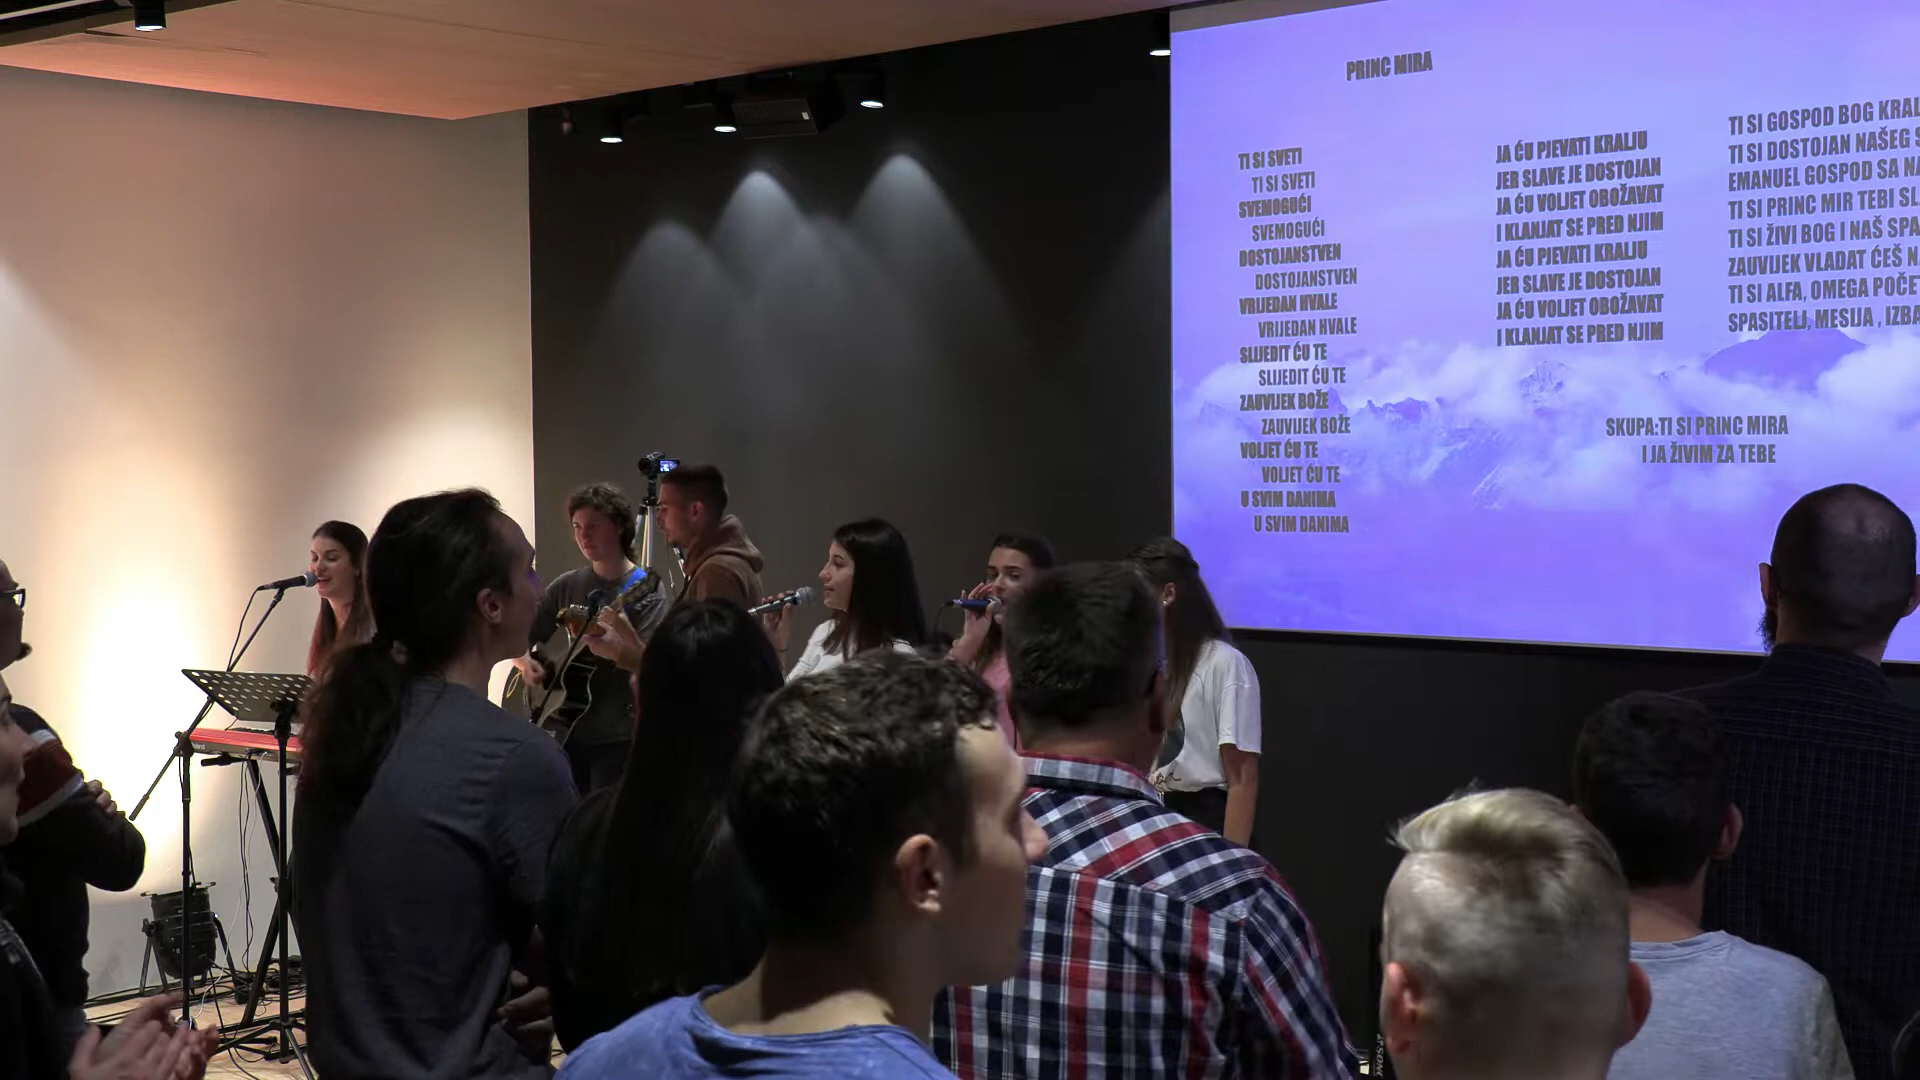 PRINC MIRA
TI SI SVETI
TI SI SVETI
SVEMOGUĆI
SVEMOGUĆI
DOSTOJANSTVEN
DOSTOJANSTVEN
VRIJEDAN HVALE
VRIJEDAN HVALE
SLIJEDIT ĆU TE
SLIJEDIT ĆU TE
ZAUVIJEK BOŽE
ZAUVIJEK BOŽE
VOLJET ĆU TE
VOLJET ĆU TE
U SVIM DANIMA
U SVIM DANIMA
JA ĆU PJEVATI KRALJU
JER SLAVE JE DOSTOJAN
JA ĆU VOLJET OBOŽAVAT
I KLANJAT SE PRED NJIM
JA ĆU PJEVATI KRALJU
JER SLAVE JE DOSTOJAN
JA ĆU VOLJET OBOŽAVAT
I KLANJAT SE PRED NJIM
TI SI GOSPOD BOG
TI SI DOSTOJAN NAŠEG
EMANUEL GOSPOD SA
TI SI PRINC MIR TEBI
TI SI ŽIVI BOG I NAŠ
ZAUVIJEK VLADAT ĆEŠ
TI SI ALFA, OMEGA
SPASITELJ, MESIJA ,
SKUPA:TI SI PRINC MIRA
I JA ŽIVIM ZA TEBE